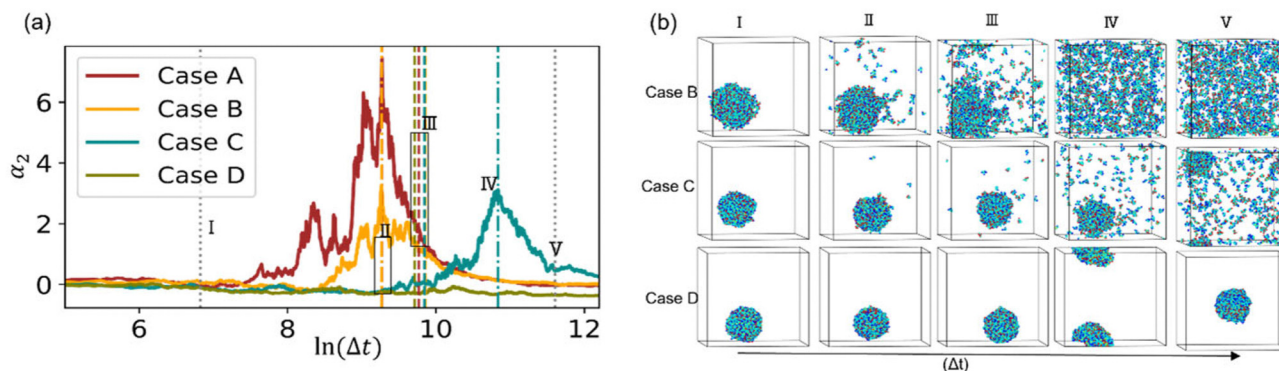 (a)
6
4
2
0
α₂
Case A
Case B
Case C
Case D
I
II
III
IV
V
6
8
10
12
ln(Δt)
(b)
I
II
III
IV
V
Case B
Case C
Case D
(Δt)